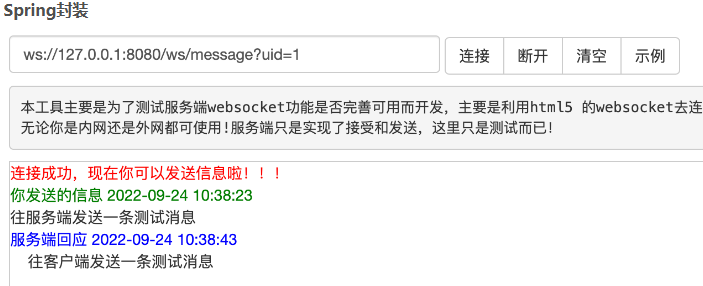 Spring封装
ws://127.0.0.1:8080/ws/message?uid=1
连接 断开 清空 示例
本工具主要是为了测试服务端websocket功能是否完善可用而开发，主要是利用html5 的websocket去连
无论你是内网还是外网都可使用!服务端只是实现了接受和发送，这里只是测试而已!
连接成功，现在你可以发送信息啦！！！
你发送的信息 2022-09-24 10:38:23
往服务端发送一条测试消息
服务端回应 2022-09-24 10:38:43
往客户端发送一条测试消息